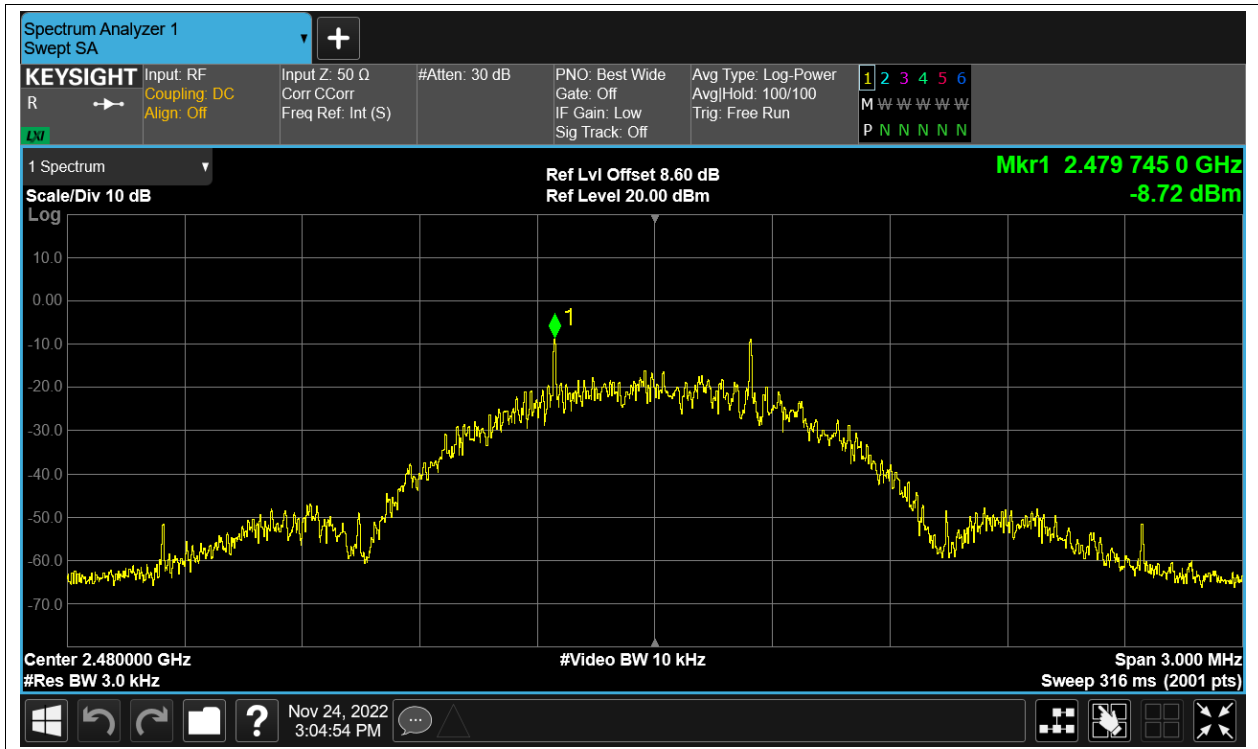 Spectrum Analyzer 1
Swept SA
+
KEYSIGHT
R
LXI
Input: RF
Coupling: DC
Align: Off
Input Z: 50 Ω
Corr CCorr
Freq Ref: Int (S)
#Atten: 30 dB
PNO: Best Wide
Gate: Off
IF Gain: Low
Sig Track: Off
Avg Type: Log-Power
Avg|Hold: 100/100
Trig: Free Run
1 2 3 4 5 6
M W W W W W
P N N N N N
1 Spectrum
Scale/Div 10 dB
Ref Lvl Offset 8.60 dB
Ref Level 20.00 dBm
Mkr1 2.479 745 0 GHz
-8.72 dBm
Log
10.0
0.00
-10.0
-20.0
-30.0
-40.0
-50.0
-60.0
-70.0
1
Center 2.480000 GHz
#Video BW 10 kHz
Span 3.000 MHz
#Res BW 3.0 kHz
Sweep 316 ms (2001 pts)
?
Nov 24, 2022
3:04:54 PM